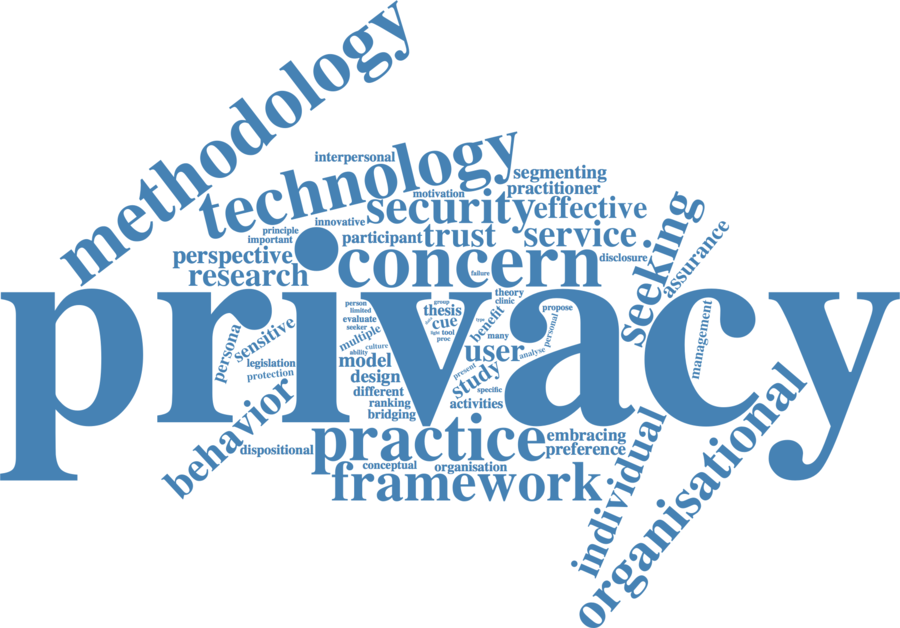 methodology
interpersonal
technology
segmenting
practitioner
motivation
security
effective
innovative
principle
important
participant
trust
service
seeking
assurance
perspective
concern
disclosure
research
failure
privacy
theory
clinic
person
limited
group
thesis
propose
evaluate
seeker
cue
benefit
personal
management
multiple
tool
proc
many
type
persona
sensitive
culture
ability
user
analyse
legislation
protection
model
present
study
design
specific
different
ranking
activities
bridging
behavior
practice
embracing
preference
dispositional
individual
organisational
conceptual
organisation
framework